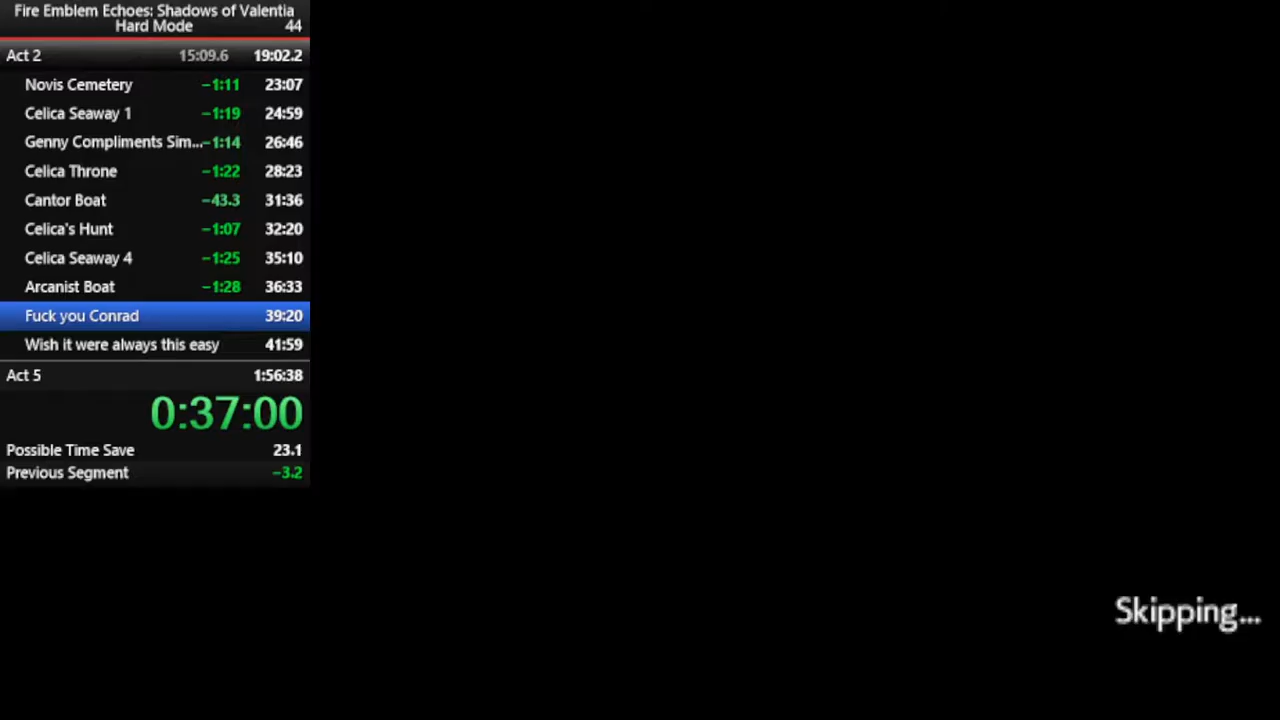 Fire Emblem Echoes: Shadows of Valentia
Hard Mode 44
Act 2 15:09.6 19:02.2
Novis Cemetery −1:11 23:07
Celica Seaway 1 −1:19 24:59
Genny Compliments Sim... −1:14 26:46
Celica Throne −1:22 28:23
Cantor Boat −43.3 31:36
Celica's Hunt −1:07 32:20
Celica Seaway 4 −1:25 35:10
Arcanist Boat −1:28 36:33
Fuck you Conrad 39:20
Wish it were always this easy 41:59
Act 5 1:56:38
0:37:00
Possible Time Save 23.1
Previous Segment −3.2
Skipping...